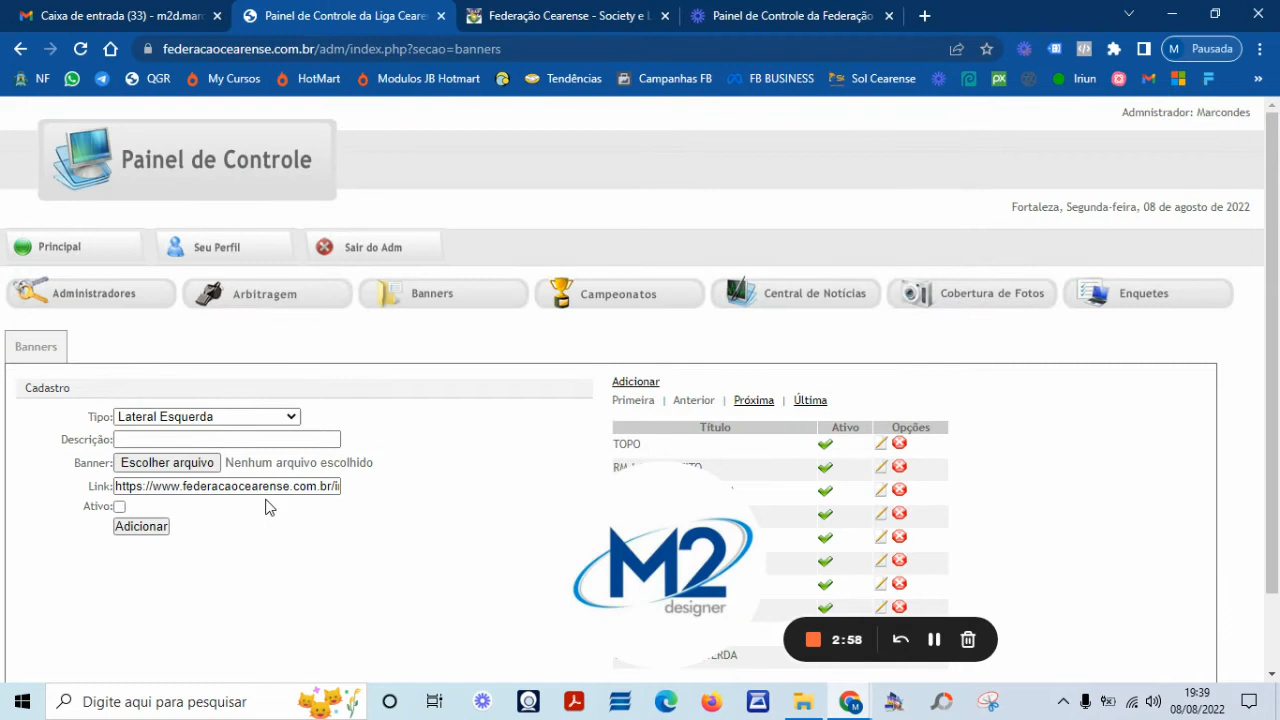 Caixa de entrada (33) - m2d.mar
Painel de Controle da Liga Ceare
Federação Cearense - Society e L
Painel de Controle da Federação
federacaocearense.com.br/adm/index.php?secao=banners
M Pausada
NF QGR My Cursos HotMart Modulos JB Hotmart Tendências Campanhas FB FB BUSINESS Sol Cearense Iriun
Admnistrador: Marcondes
Painel de Controle
Fortaleza, Segunda-feira, 08 de agosto de 2022
Principal Seu Perfil Sair do Adm
Administradores Arbitragem Banners Campeonatos Central de Notícias Cobertura de Fotos Enquetes
Banners
Cadastro
Tipo: Lateral Esquerda
Descrição:
Banner: Escolher arquivo Nenhum arquivo escolhido
Link: https://www.federacaocearense.com.br/i
Ativo:
Adicionar
Adicionar
Primeira | Anterior | Próxima | Última
Título Ativo Opções
TOPO
RM
M2
designer
ERDA
2:58
Digite aqui para pesquisar
19:39
08/08/2022